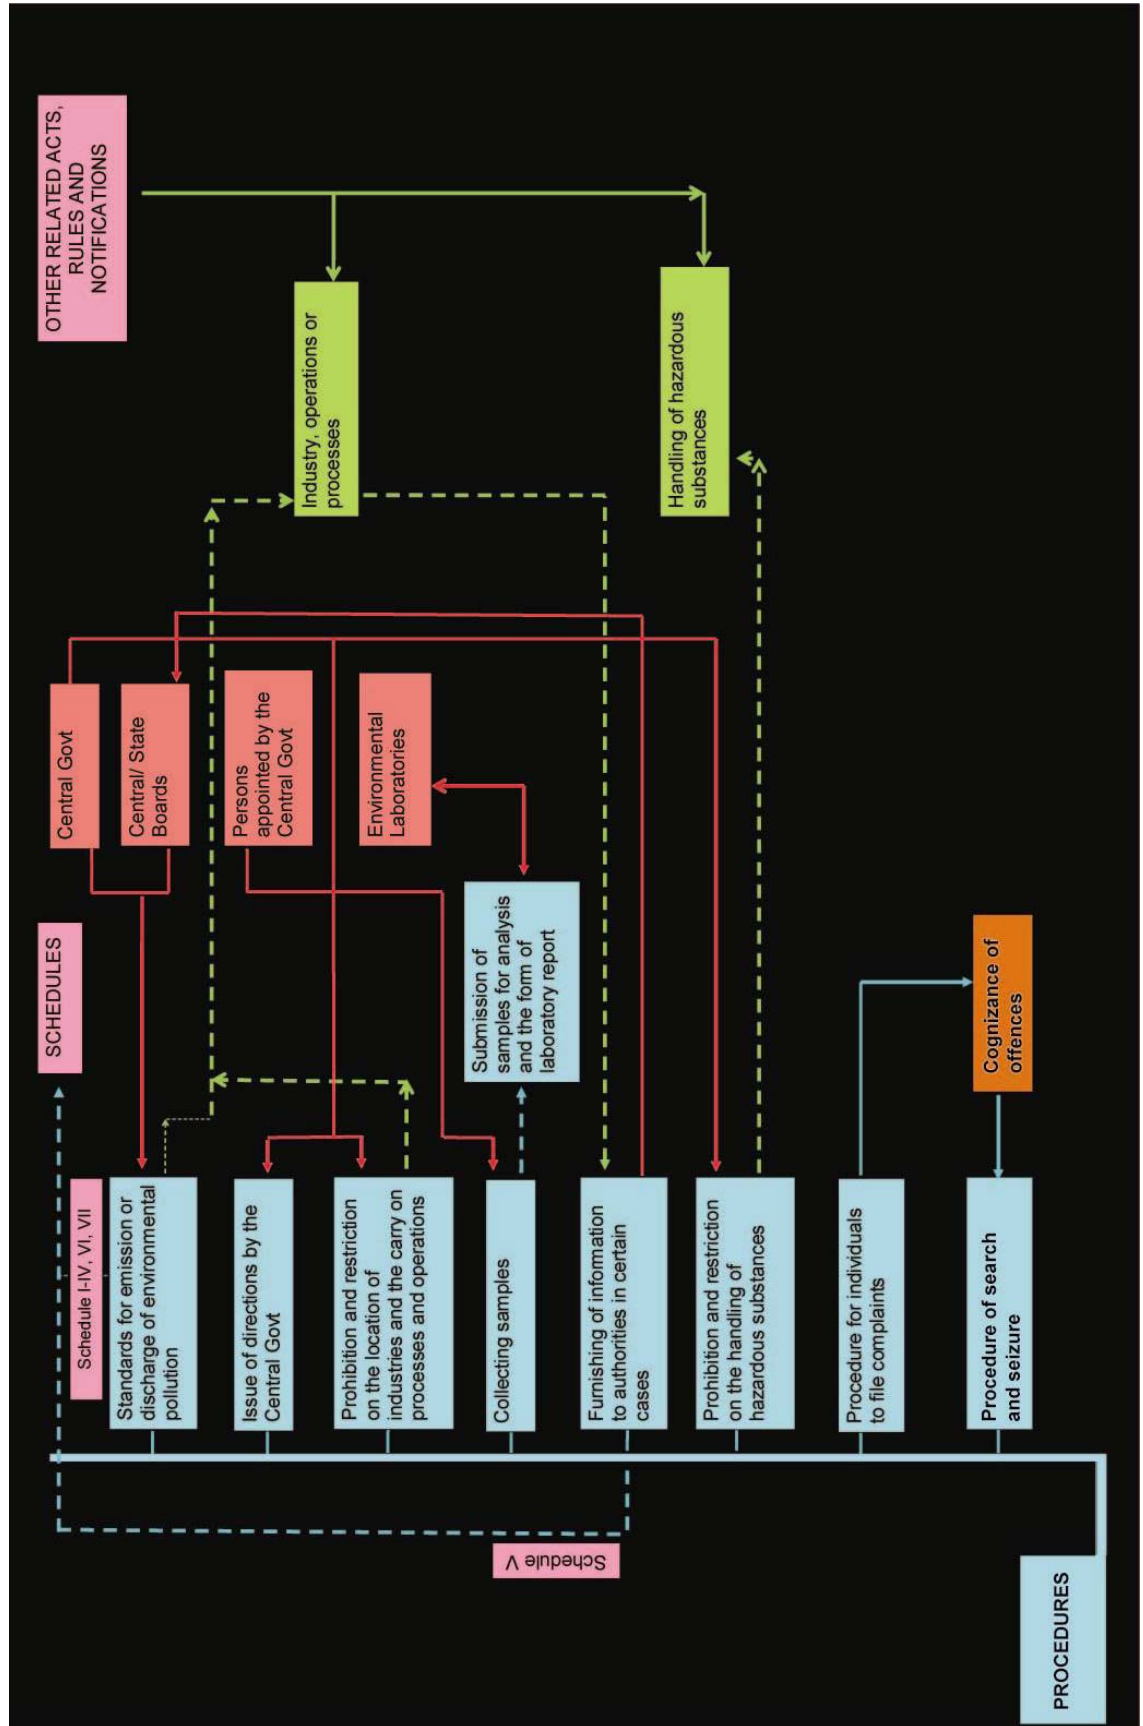 PROCEDURES
Schedule V
Schedule I-IV, VI, VII
Standards for emission or
discharge of environmental
pollution
Issue of directions by the
Central Govt
Prohibition and restriction
on the location of
industries and the carry on
processes and operations
Collecting samples
Furnishing of information
to authorities in certain
cases
Prohibition and restriction
on the handling of
hazardous substances
Procedure for individuals
to file complaints
Procedure of search
and seizure
SCHEDULES
Submission of
samples for analysis
and the form of
laboratory report
Cognizance of
offences
Central Govt
Central/ State
Boards
Persons
appointed by the
Central Govt
Environmental
Laboratories
Industry, operations or
processes
Handling of hazardous
substances
OTHER RELATED ACTS,
RULES AND
NOTIFICATIONS